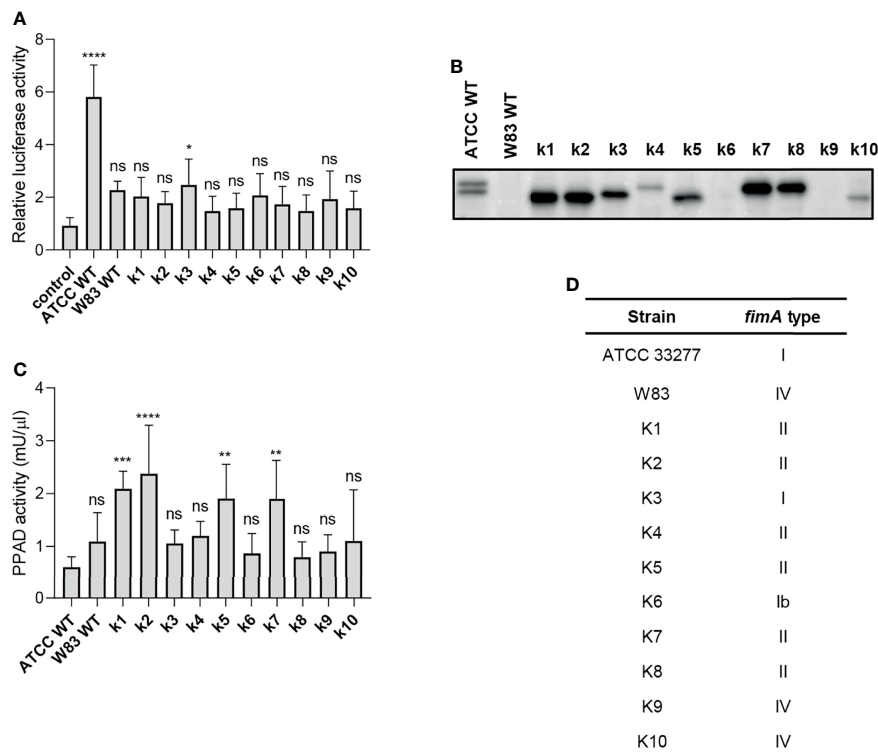 A
Relative luciferase activity
8
6
4
2
0
**** ns ns ns * ns ns ns ns ns ns ns
control ATCC WT W83 WT k1 k2 k3 k4 k5 k6 k7 k8 k9 k10
B
ATCC WT W83 WT k1 k2 k3 k4 k5 k6 k7 k8 k9 k10
C
PPAD activity (mU/µl)
4
3
2
1
0
ns *** **** ns ns ** ns ** ns ns ns
ATCC WT W83 WT k1 k2 k3 k4 k5 k6 k7 k8 k9 k10
D
Strain fimA type
ATCC 33277 I
W83 IV
K1 II
K2 II
K3 I
K4 II
K5 II
K6 Ib
K7 II
K8 II
K9 IV
K10 IV